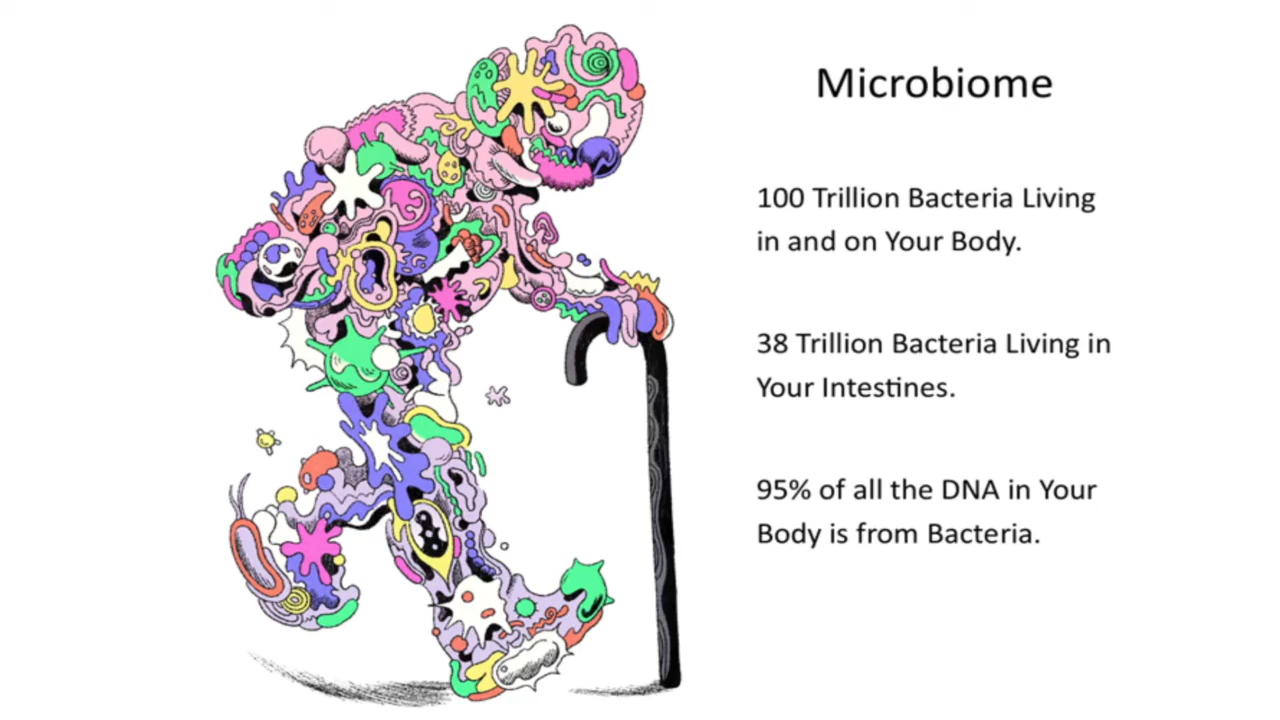 Microbiome
100 Trillion Bacteria Living
in and on Your Body.
38 Trillion Bacteria Living in
Your Intestines.
95% of all the DNA in Your
Body is from Bacteria.